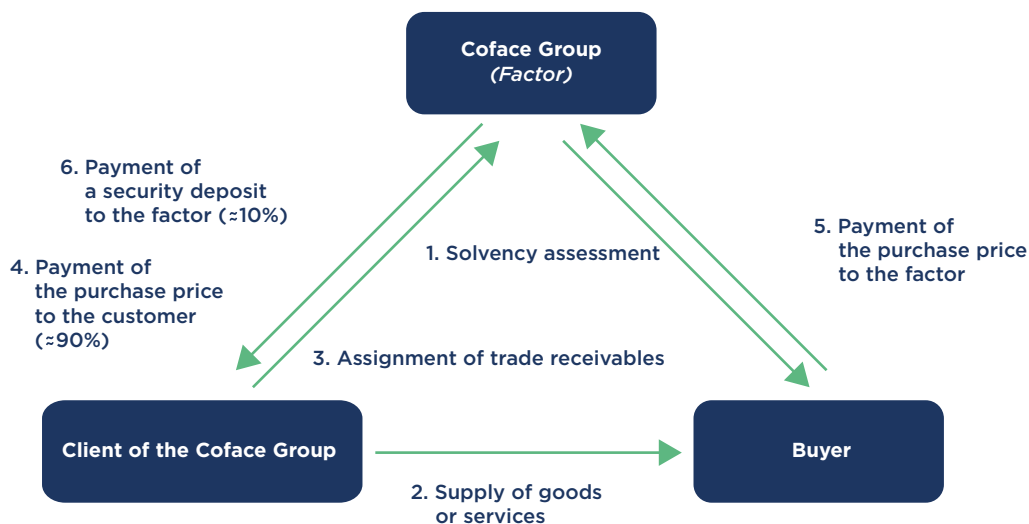 Coface Group
(Factor)
6. Payment of
a security deposit
to the factor (≈10%)
4. Payment of
the purchase price
to the customer
(≈90%)
1. Solvency assessment
5. Payment of
the purchase price
to the factor
3. Assignment of trade receivables
Client of the Coface Group
Buyer
2. Supply of goods
or services